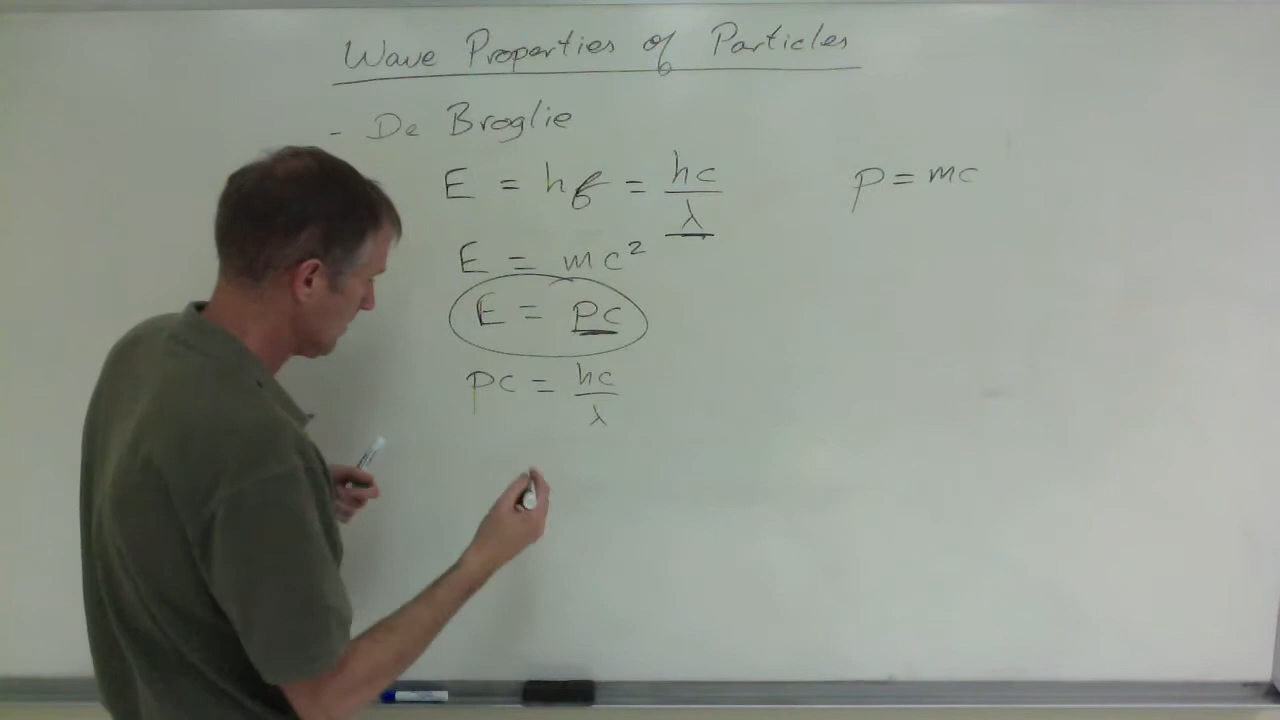 Wave Properties of Particles
- De Broglie
E = hf = hc/λ
p = mc
E = mc²
E = pc
pc = hc/λ